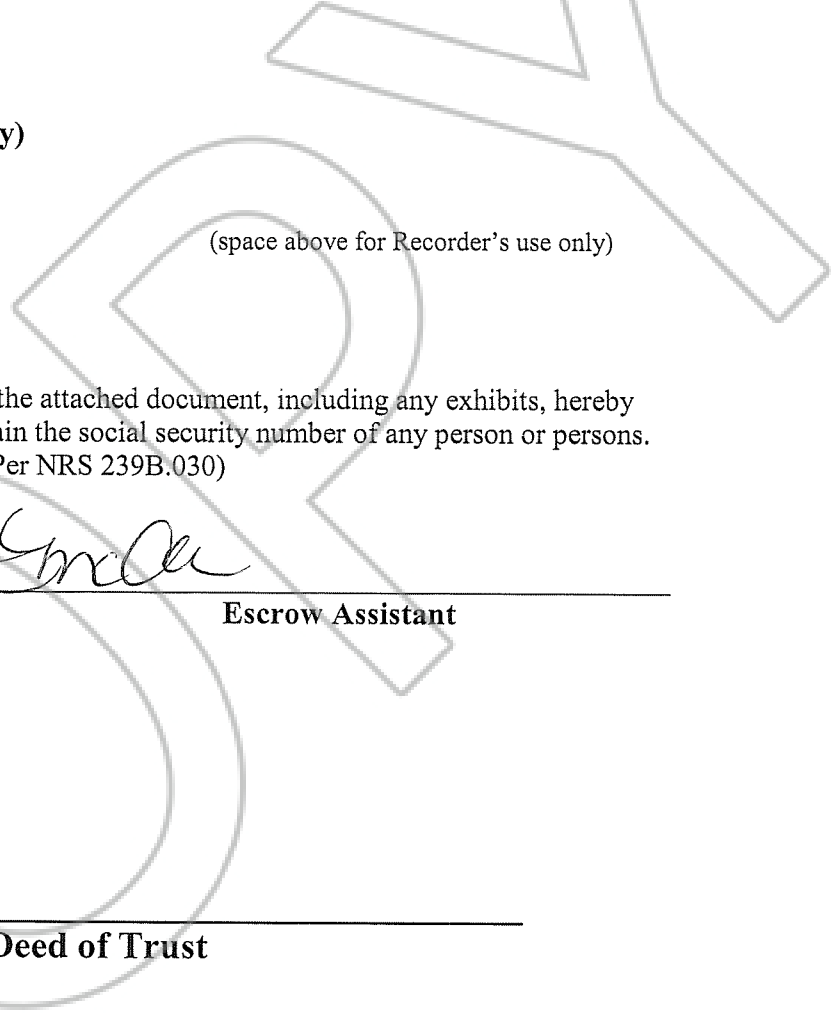 y)
(space above for Recorder's use only)
the attached document, including any exhibits, hereby
ain the social security number of any person or persons.
Per NRS 239B.030)
Escrow Assistant
Deed of Trust